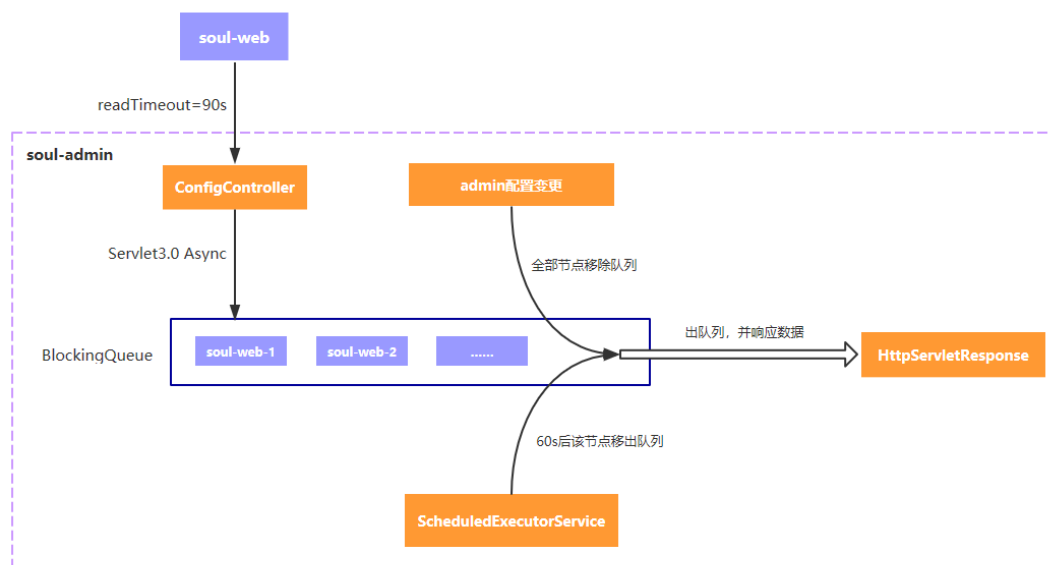 soul-web
readTimeout=90s
soul-admin
ConfigController
admin配置变更
Servlet3.0 Async
全部节点移除队列
BlockingQueue
soul-web-1
soul-web-2
......
出队列，并响应数据
HttpServletResponse
60s后该节点移出队列
ScheduledExecutorService